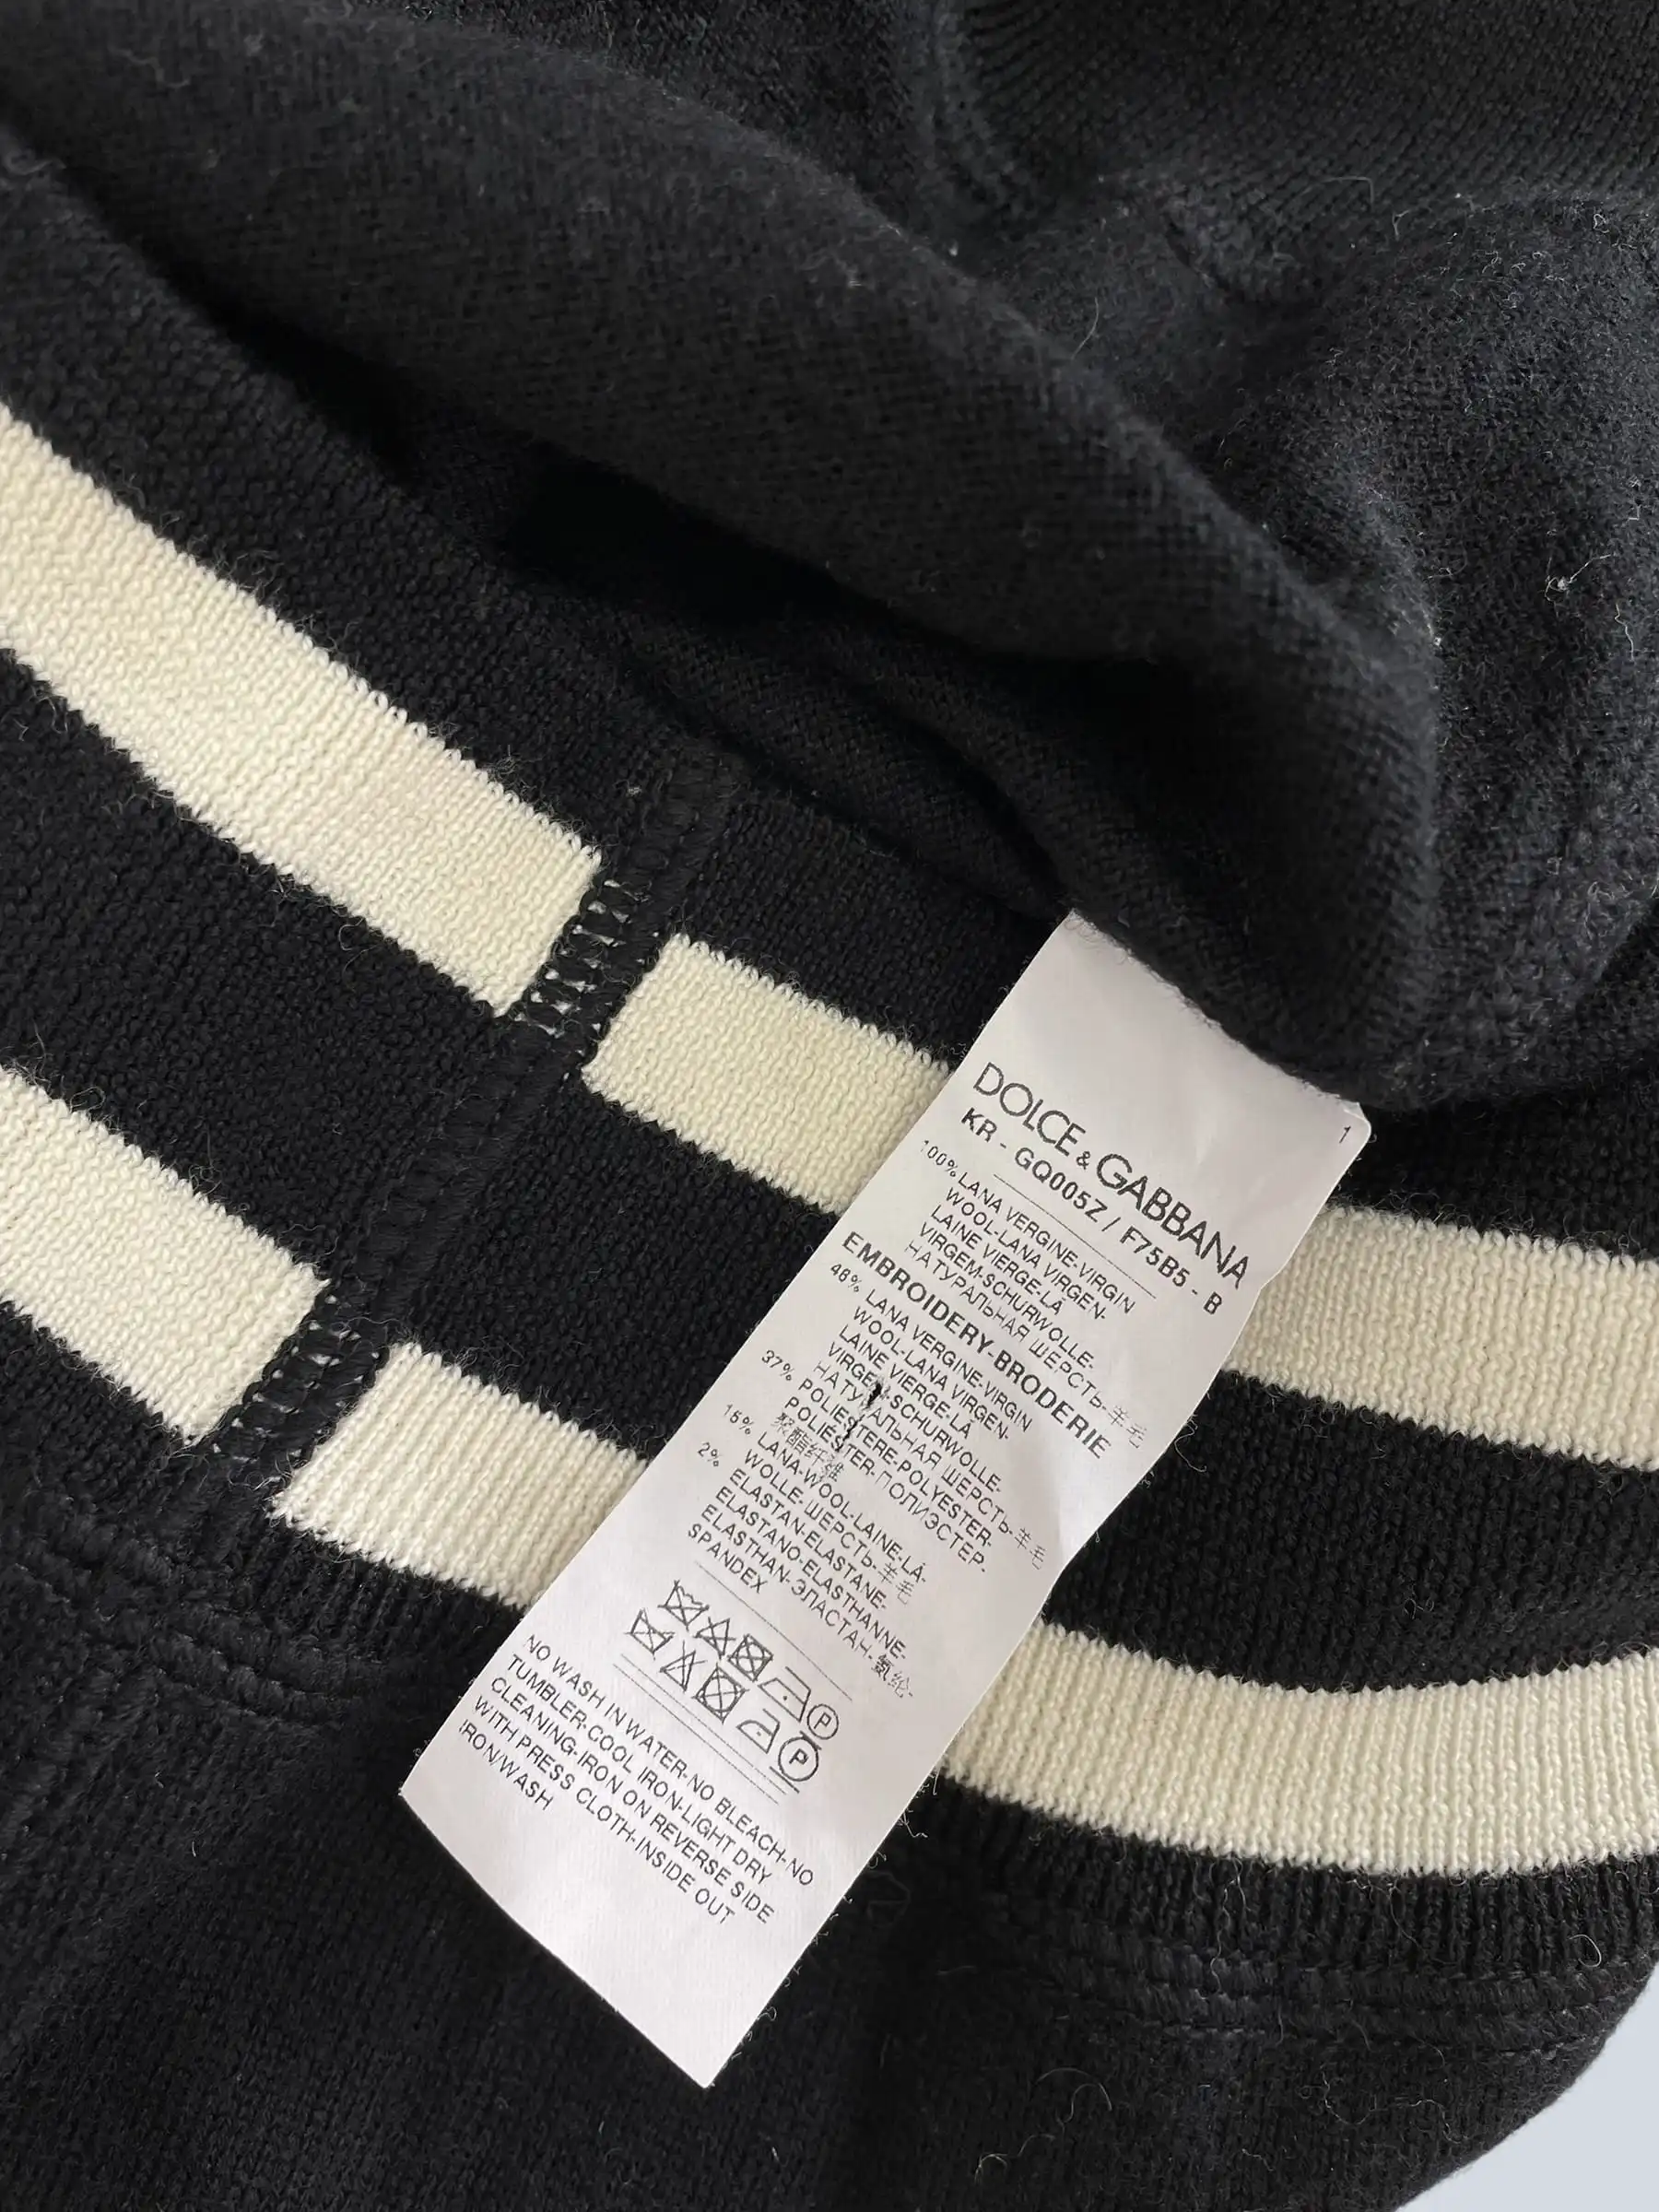 1
DOLCE & GABBANA
KR - GQ005Z / F75B5 - B
100% LANA VERGINE-VIRGIN
WOOL-LANA VIRGEN-
LAINE VIERGE-LÃ
VIRGEM-SCHURWOLLE-
НАТУРАЛЬНАЯ ШЕРСТЬ-羊毛
EMBROIDERY-BRODERIE
46% LANA VERGINE-VIRGIN
WOOL-LANA VIRGEN-
LAINE VIERGE-LÃ
VIRGEM-SCHURWOLLE-
НАТУРАЛЬНАЯ ШЕРСТЬ-羊毛
37% POLIESTERE-POLYESTER-
POLIÉSTER-ПОЛИЭСТЕР-
聚酯纤维
15% LANA-WOOL-LAINE-LÃ-
WOLLE-ШЕРСТЬ-羊毛
2% ELASTAN-ELASTANE-
ELASTANO-ELASTHANNE-
ELASTHAN-ЭЛАСТАН-氨纶-
SPANDEX
P
P
NO WASH IN WATER-NO BLEACH-NO
TUMBLER-COOL IRON-LIGHT DRY
CLEANING-IRON ON REVERSE SIDE
WITH PRESS CLOTH-INSIDE OUT
IRON/WASH